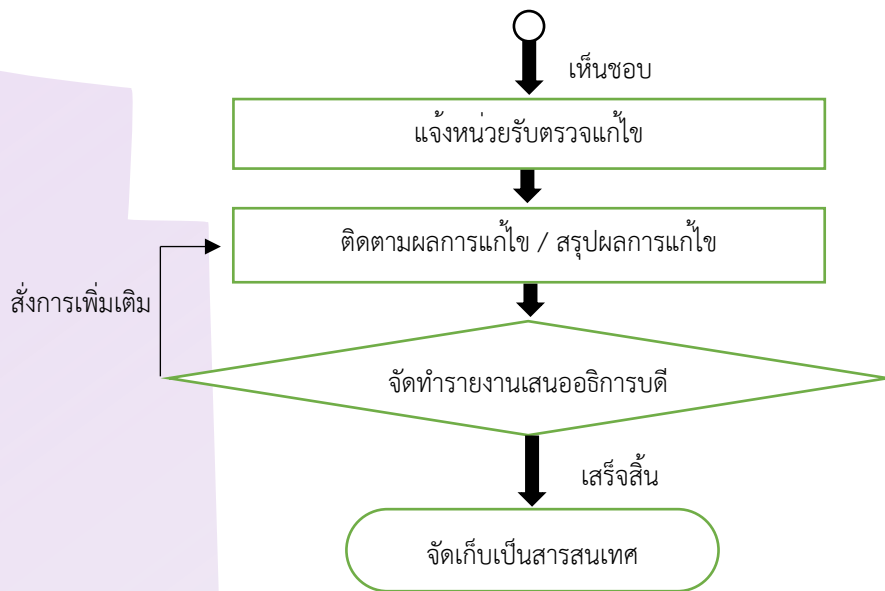 เห็นชอบ
แจ้งหน่วยรับตรวจแก้ไข
ติดตามผลการแก้ไข / สรุปผลการแก้ไข
สั่งการเพิ่มเติม
จัดทำรายงานเสนออธิการบดี
เสร็จสิ้น
จัดเก็บเป็นสารสนเทศ